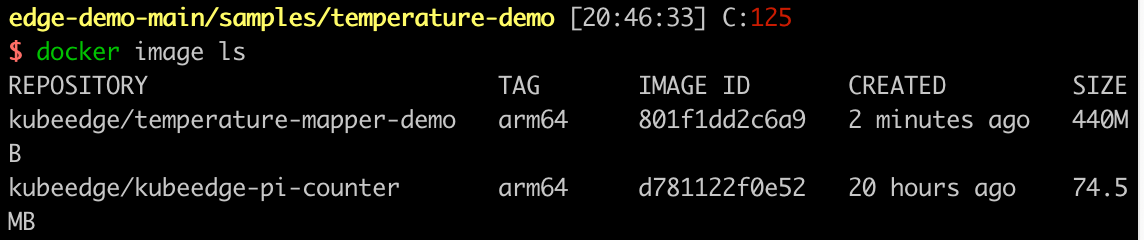 edge-demo-main/samples/temperature-demo [20:46:33] C:125
$ docker image ls
REPOSITORY TAG IMAGE ID CREATED SIZE
kubeedge/temperature-mapper-demo arm64 801f1dd2c6a9 2 minutes ago 440M
B
kubeedge/kubeedge-pi-counter arm64 d781122f0e52 20 hours ago 74.5
MB